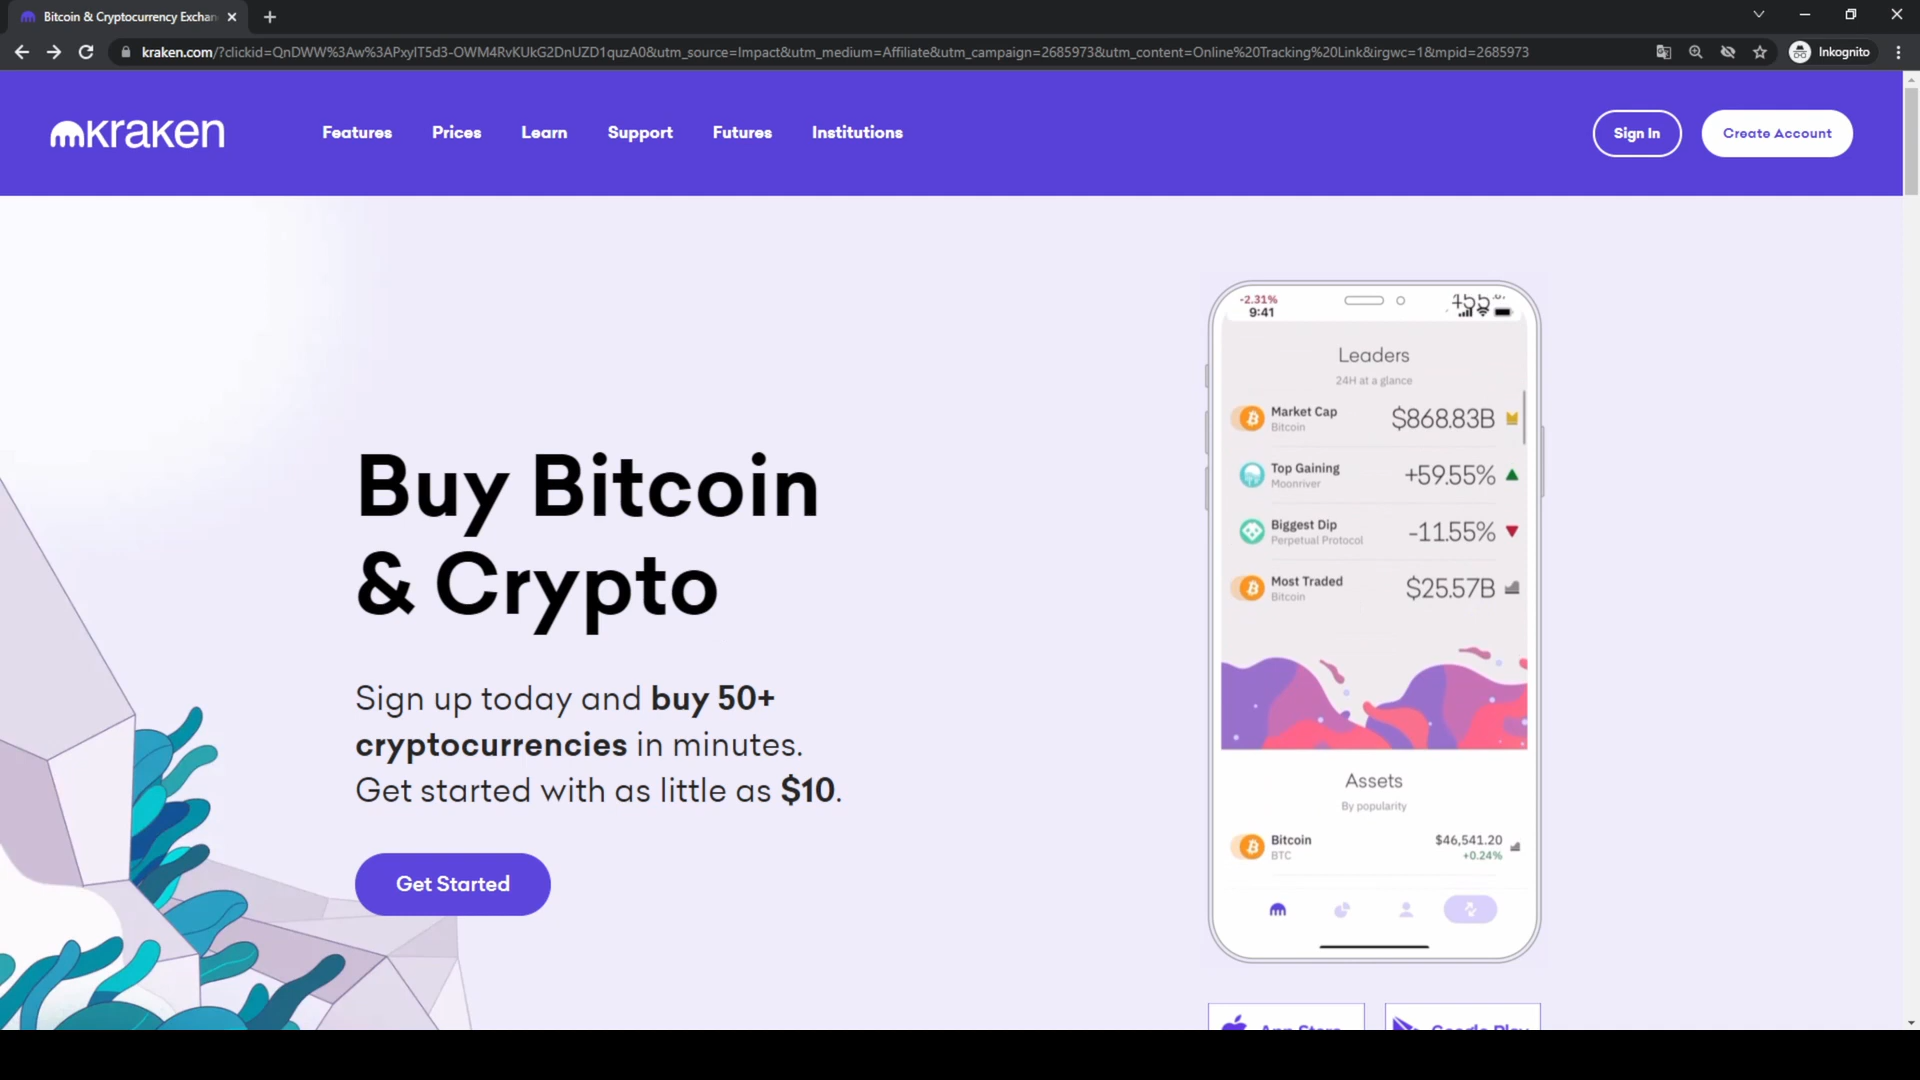 Bitcoin & Cryptocurrency Exchan
kraken.com/?clickid=QnDWW%3Aw%3APxyIT5d3-OWM4RvKUkG2DnUZD1quzA0&utm_source=Impact&utm_medium=Affiliate&utm_campaign=2685973&utm_content=Online%20Tracking%20Link&irgwc=1&mpid=2685973
Inkognito
mKraken
Features
Prices
Learn
Support
Futures
Institutions
Sign In
Create Account
Buy Bitcoin
& Crypto
Sign up today and buy 50+
cryptocurrencies in minutes.
Get started with as little as $10.
Get Started
-2.31%
9:41
Leaders
24H at a glance
Market Cap
Bitcoin
$868.83B
Top Gaining
Moonriver
+59.55%
Biggest Dip
Perpetual Protocol
-11.55%
Most Traded
Bitcoin
$25.57B
Assets
By popularity
Bitcoin
BTC
$46,541.20
+0.24%
App Store
Google Play